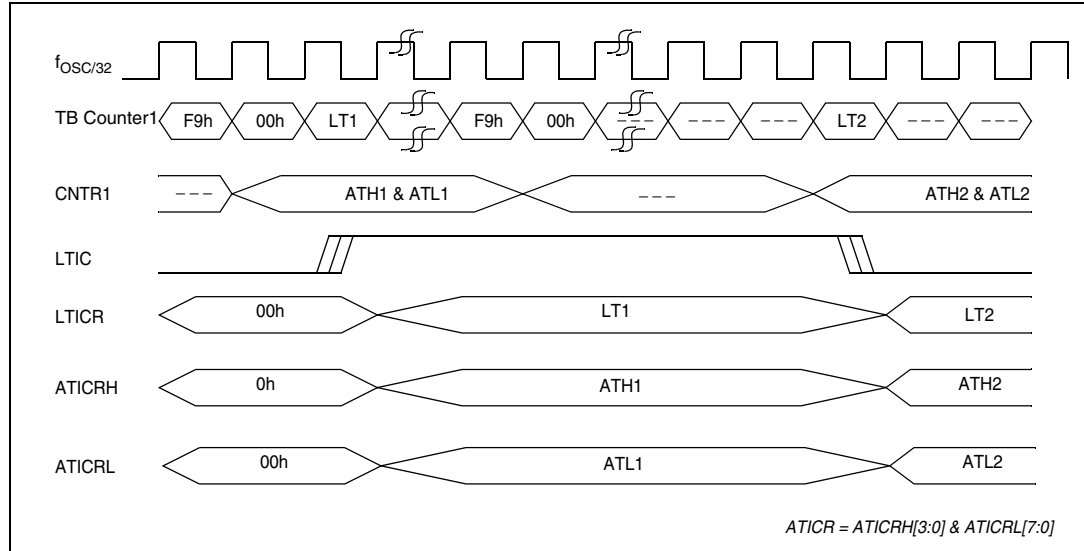 fOSC/32
TB Counter1 F9h 00h LT1 F9h 00h --- --- --- LT2 --- ---
CNTR1 --- ATH1 & ATL1 --- ATH2 & ATL2
LTIC
LTICR 00h LT1 LT2
ATICRH 0h ATH1 ATH2
ATICRL 00h ATL1 ATL2
ATICR = ATICRH[3:0] & ATICRL[7:0]